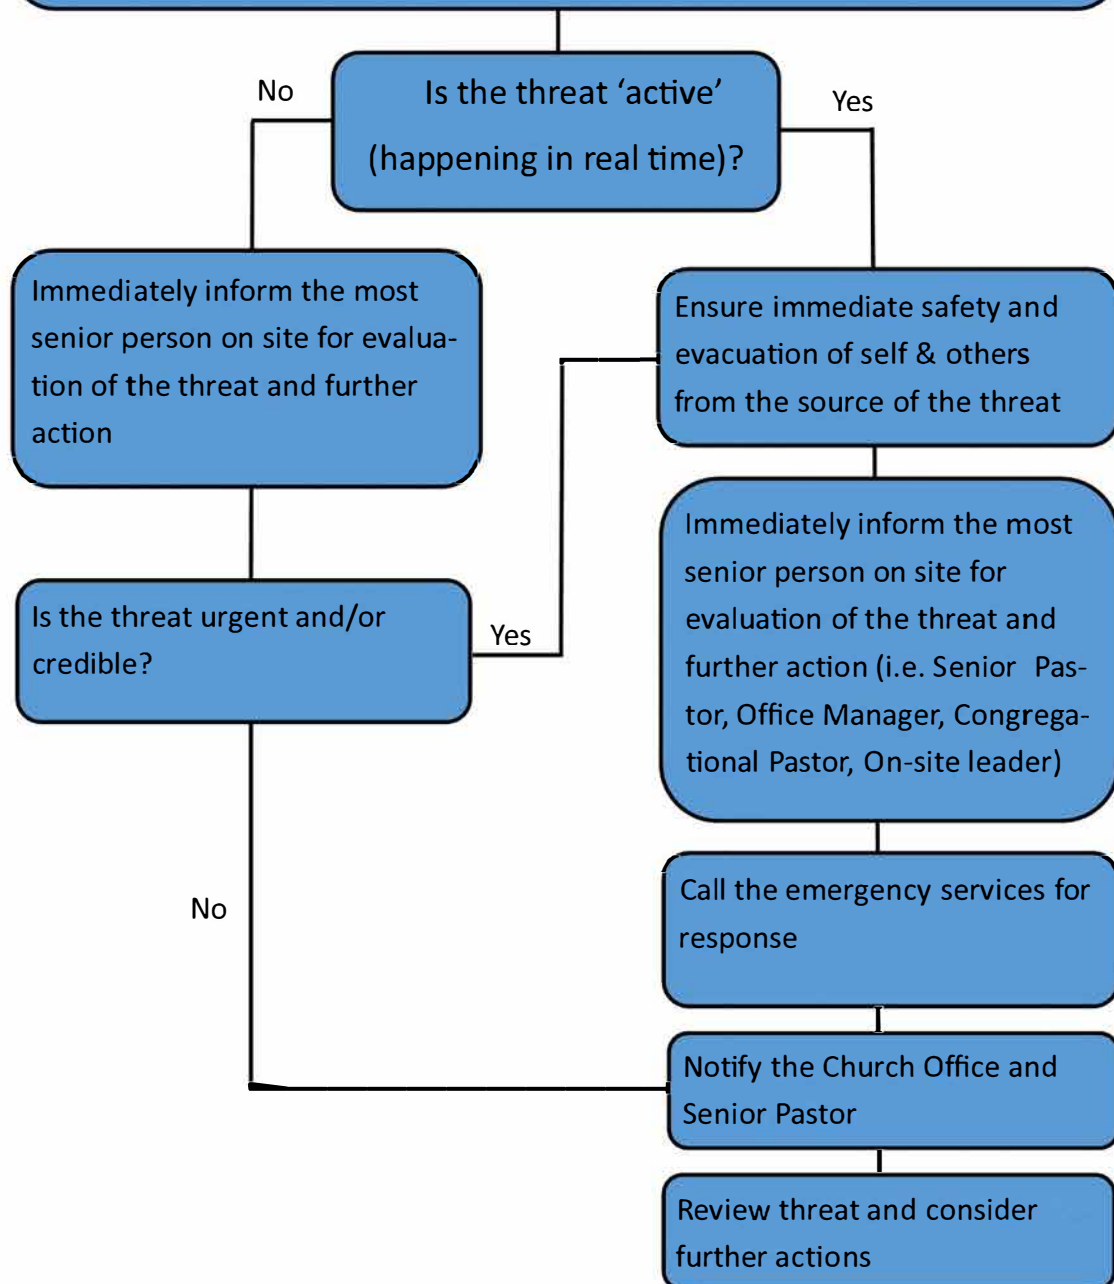 Is the threat ‘active’
(happening in real time)?
No
Yes
Immediately inform the most
senior person on site for evalua-
tion of the threat and further
action
Ensure immediate safety and
evacuation of self & others
from the source of the threat
Immediately inform the most
senior person on site for
evaluation of the threat and
further action (i.e. Senior Pas-
tor, Office Manager, Congrega-
tional Pastor, On-site leader)
Is the threat urgent and/or
credible?
Yes
No
Call the emergency services for
response
Notify the Church Office and
Senior Pastor
Review threat and consider
further actions